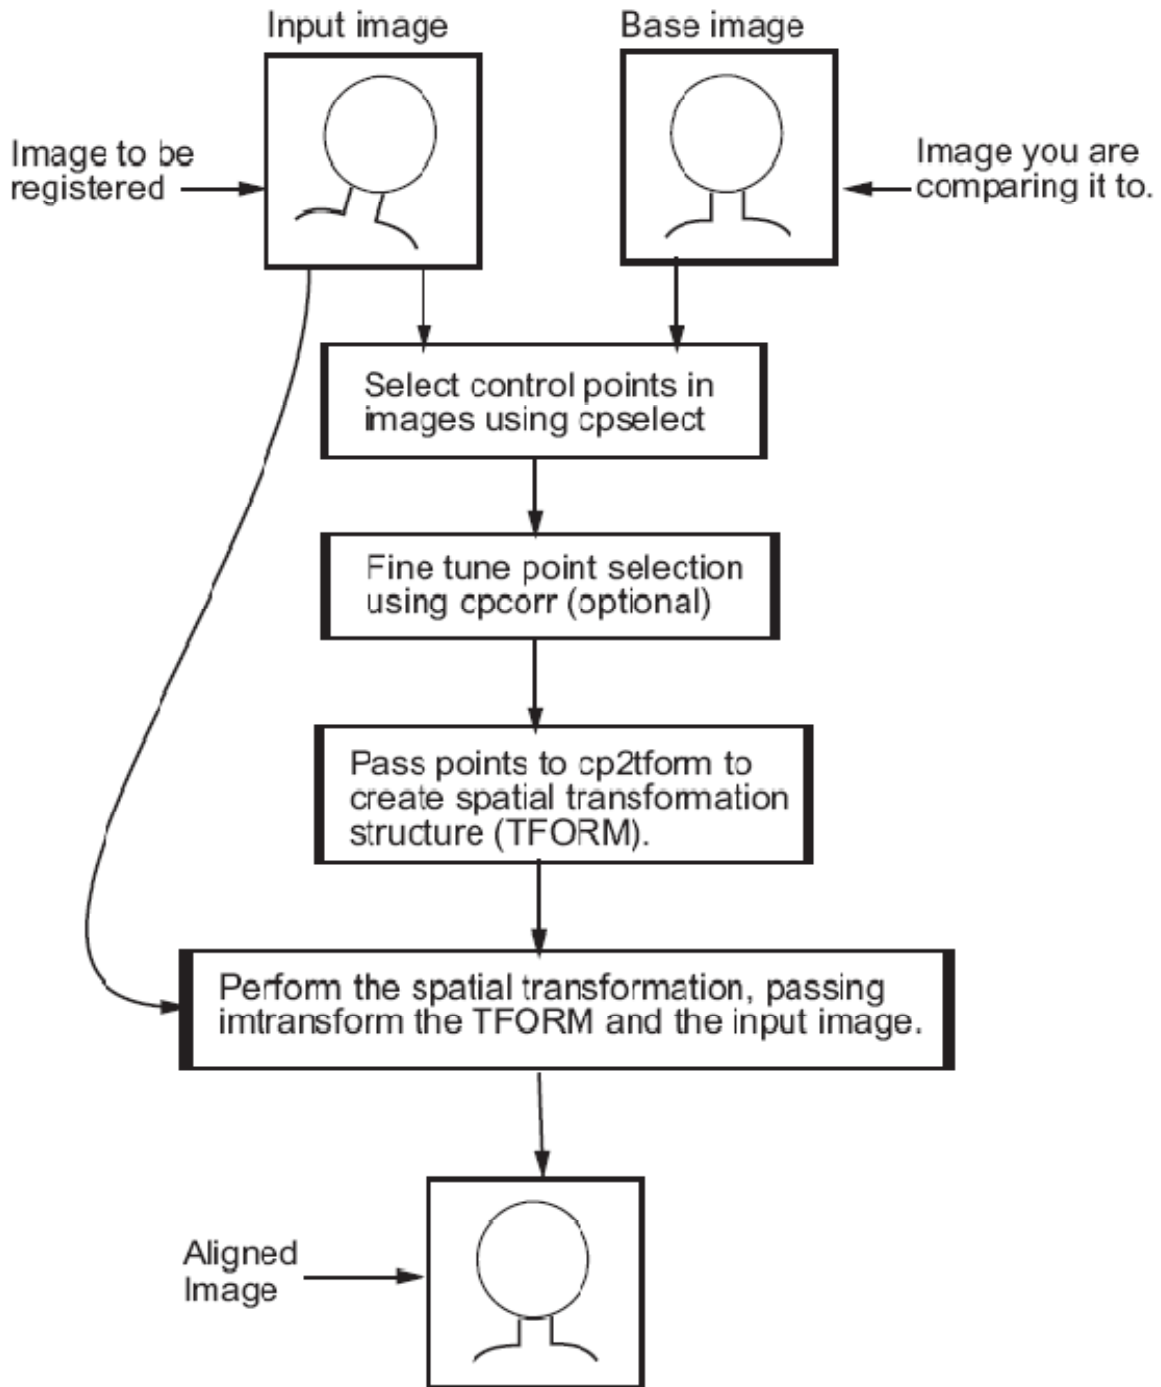 Input image
Base image
Image to be
registered
Image you are
comparing it to.
Select control points in
images using cpselect
Fine tune point selection
using cpcorr (optional)
Pass points to cp2tform to
create spatial transformation
structure (TFORM).
Perform the spatial transformation, passing
imtransform the TFORM and the input image.
Aligned
Image